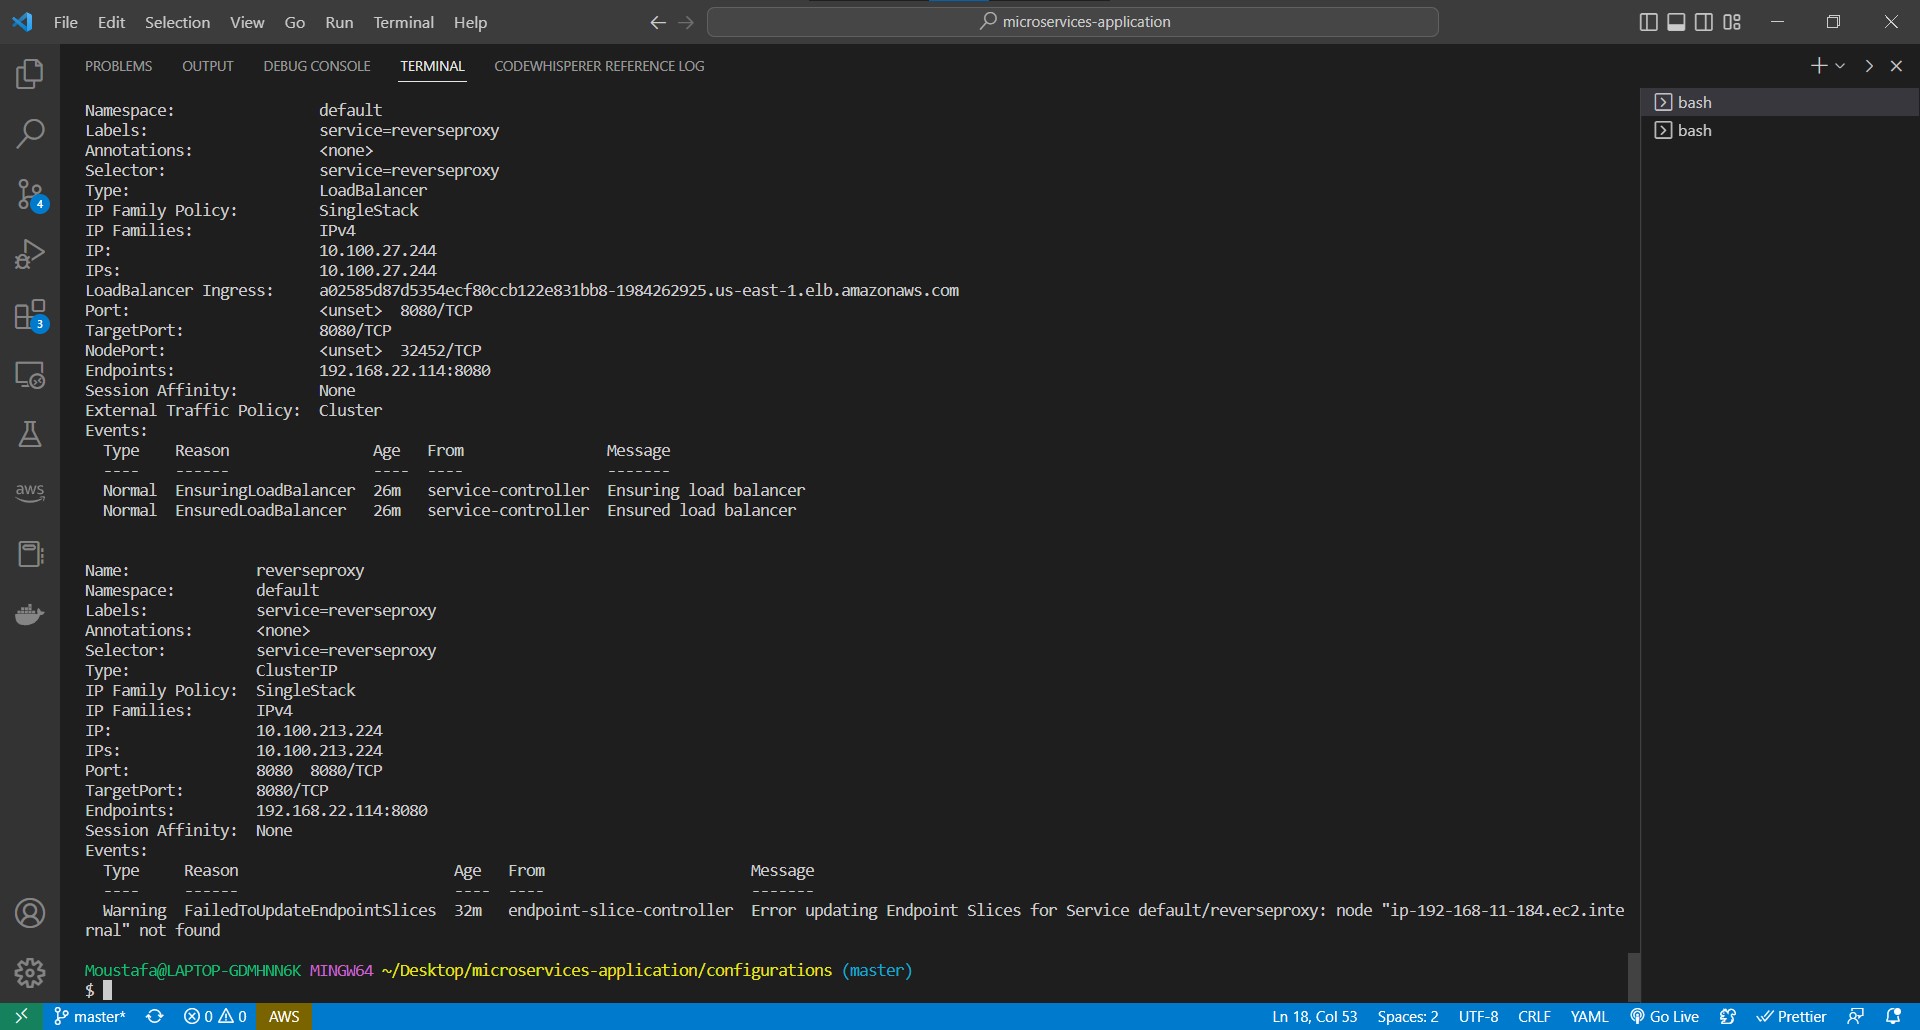 File Edit Selection View Go Run Terminal Help
microservices-application
PROBLEMS OUTPUT DEBUG CONSOLE TERMINAL CODEWHISPERER REFERENCE LOG
bash
bash
Namespace: default
Labels: service=reverseproxy
Annotations: <none>
Selector: service=reverseproxy
Type: LoadBalancer
IP Family Policy: SingleStack
IP Families: IPv4
IP: 10.100.27.244
IPs: 10.100.27.244
LoadBalancer Ingress: a02585d87d5354ecf80ccb122e831bb8-1984262925.us-east-1.elb.amazonaws.com
Port: <unset> 8080/TCP
TargetPort: 8080/TCP
NodePort: <unset> 32452/TCP
Endpoints: 192.168.22.114:8080
Session Affinity: None
External Traffic Policy: Cluster
Events:
Type Reason Age From Message
---- ------ ---- ---- -------
Normal EnsuringLoadBalancer 26m service-controller Ensuring load balancer
Normal EnsuredLoadBalancer 26m service-controller Ensured load balancer
Name: reverseproxy
Namespace: default
Labels: service=reverseproxy
Annotations: <none>
Selector: service=reverseproxy
Type: ClusterIP
IP Family Policy: SingleStack
IP Families: IPv4
IP: 10.100.213.224
IPs: 10.100.213.224
Port: 8080 8080/TCP
TargetPort: 8080/TCP
Endpoints: 192.168.22.114:8080
Session Affinity: None
Events:
Type Reason Age From Message
---- ------ ---- ---- -------
Warning FailedToUpdateEndpointSlices 32m endpoint-slice-controller Error updating Endpoint Slices for Service default/reverseproxy: node "ip-192-168-11-184.ec2.inte
rnal" not found
Moustafa@LAPTOP-GDMHNN6K MINGW64 ~/Desktop/microservices-application/configurations (master)
$
4
3
aws
master* 0 0 AWS Ln 18, Col 53 Spaces: 2 UTF-8 CRLF YAML Go Live Prettier